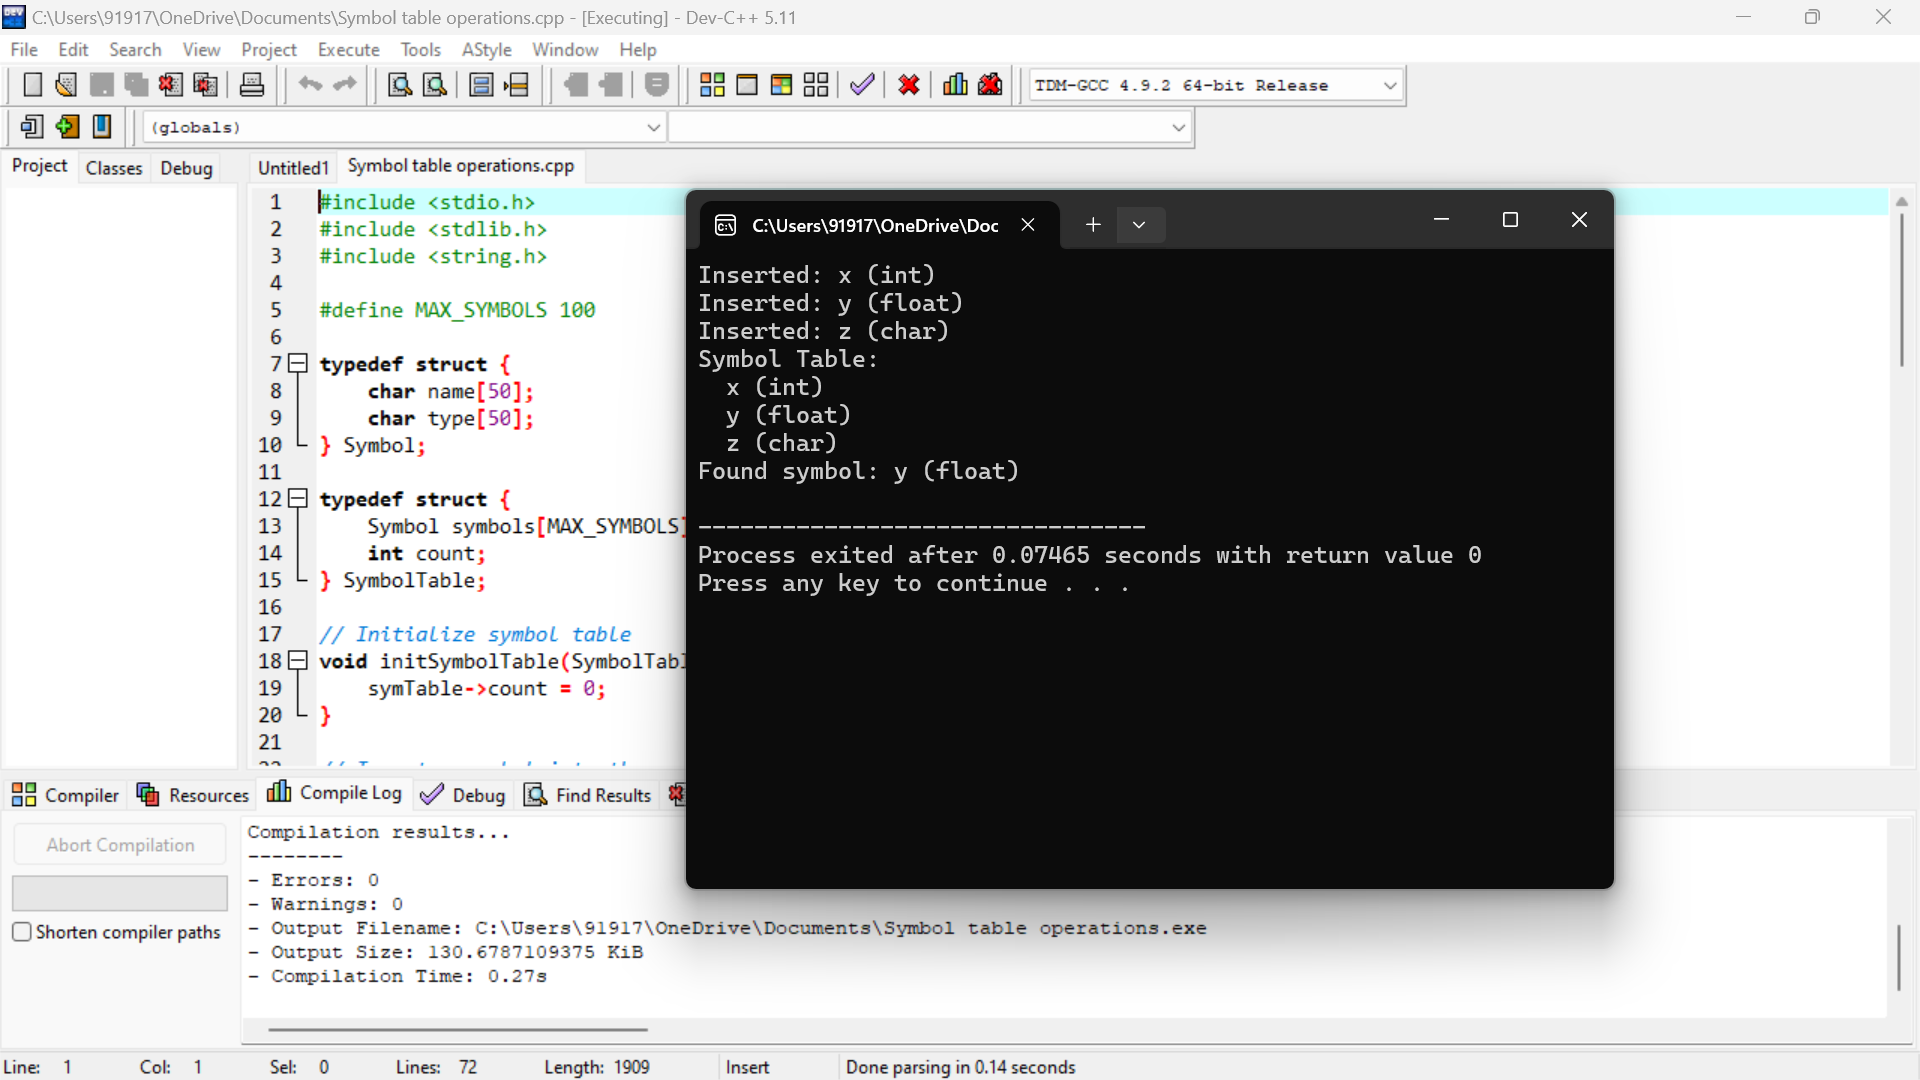 C:\Users\91917\OneDrive\Documents\Symbol table operations.cpp - [Executing] - Dev-C++ 5.11
File Edit Search View Project Execute Tools AStyle Window Help
TDM-GCC 4.9.2 64-bit Release
(globals)
Project Classes Debug
Untitled1 Symbol table operations.cpp
1 #include <stdio.h>
2 #include <stdlib.h>
3 #include <string.h>
4
5 #define MAX_SYMBOLS 100
6
7 typedef struct {
8 char name[50];
9 char type[50];
10 } Symbol;
11
12 typedef struct {
13 Symbol symbols[MAX_SYMBOLS]
14 int count;
15 } SymbolTable;
16
17 // Initialize symbol table
18 void initSymbolTable(SymbolTabl
19 symTable->count = 0;
20 }
21
C:\Users\91917\OneDrive\Doc
Inserted: x (int)
Inserted: y (float)
Inserted: z (char)
Symbol Table:
x (int)
y (float)
z (char)
Found symbol: y (float)
--------------------------------
Process exited after 0.07465 seconds with return value 0
Press any key to continue . . .
Compiler Resources Compile Log Debug Find Results
Abort Compilation
Shorten compiler paths
Compilation results...
--------
- Errors: 0
- Warnings: 0
- Output Filename: C:\Users\91917\OneDrive\Documents\Symbol table operations.exe
- Output Size: 130.6787109375 KiB
- Compilation Time: 0.27s
Line: 1 Col: 1 Sel: 0 Lines: 72 Length: 1909 Insert Done parsing in 0.14 seconds